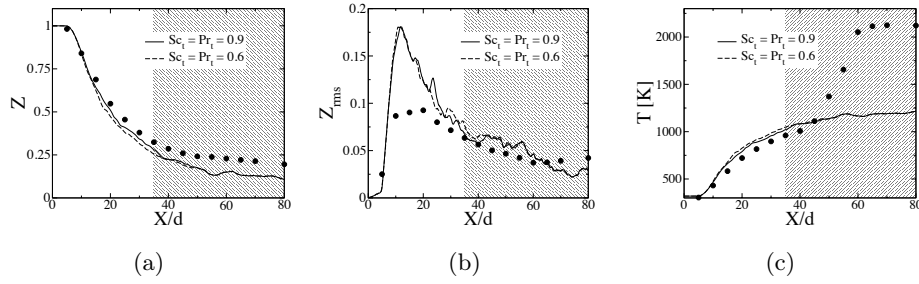 1
0.75
0.5
0.25
0
Z
0 20 40 60 80
X/d
Sc_t = Pr_t = 0.9
Sc_t = Pr_t = 0.6
(a)
0.2
0.15
0.1
0.05
0
Z_rms
0 20 40 60 80
X/d
Sc_t = Pr_t = 0.9
Sc_t = Pr_t = 0.6
(b)
2000
1500
1000
500
T [K]
0 20 40 60 80
X/d
Sc_t = Pr_t = 0.9
Sc_t = Pr_t = 0.6
(c)